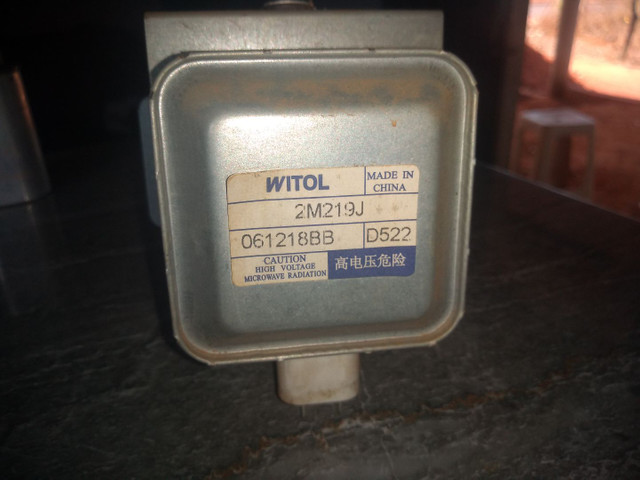 WITOL
MADE IN
CHINA
2M219J
061218BB
D522
CAUTION
HIGH VOLTAGE
MICROWAVE RADIATION
高电压危险